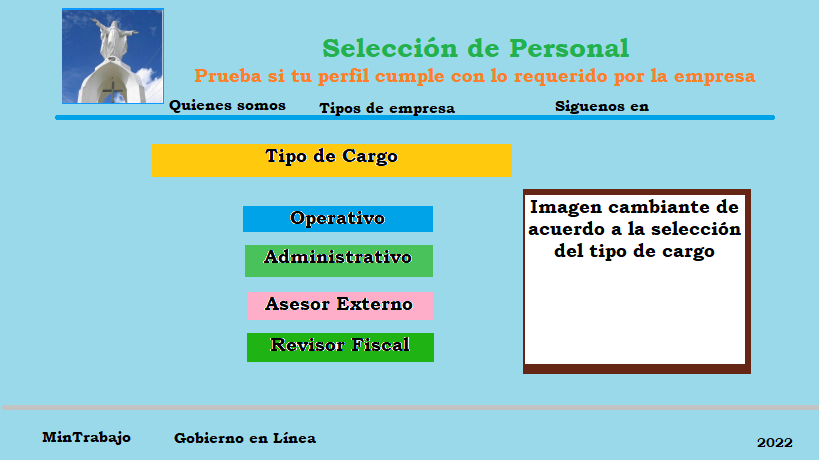 Selección de Personal
Prueba si tu perfil cumple con lo requerido por la empresa
Quienes somos
Tipos de empresa
Siguenos en
Tipo de Cargo
Operativo
Administrativo
Asesor Externo
Revisor Fiscal
Imagen cambiante de
acuerdo a la selección
del tipo de cargo
MinTrabajo
Gobierno en Línea
2022